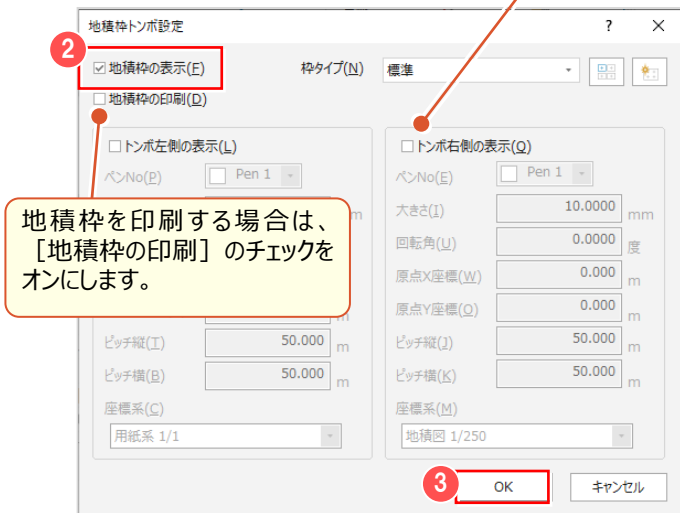 地積枠トンボ設定 ? ×
2
地積枠の表示(F) 枠タイプ(N) 標準
地積枠の印刷(D)
トンボ左側の表示(L)
ペンNo(P) Pen 1
m
地積枠を印刷する場合は、
［地積枠の印刷］のチェックを
オンにします。
m
ピッチ縦(T) 50.000 m
ピッチ横(B) 50.000 m
座標系(C)
用紙系 1/1
トンボ右側の表示(Q)
ペンNo(E) Pen 1
大きさ(I) 10.0000 mm
回転角(U) 0.0000 度
原点X座標(W) 0.000 m
原点Y座標(O) 0.000 m
ピッチ縦(J) 50.000 m
ピッチ横(K) 50.000 m
座標系(M)
地積図 1/250
3 OK キャンセル